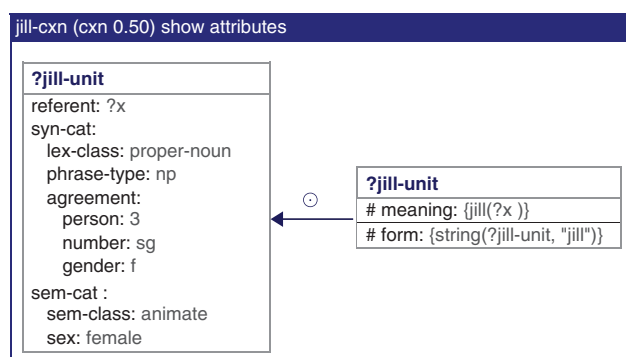 jill-cxn (cxn 0.50) show attributes
?jill-unit
referent: ?x
syn-cat:
lex-class: proper-noun
phrase-type: np
agreement:
person: 3
number: sg
gender: f
sem-cat :
sem-class: animate
sex: female
⊙
?jill-unit
# meaning: {jill(?x )}
# form: {string(?jill-unit, "jill")}